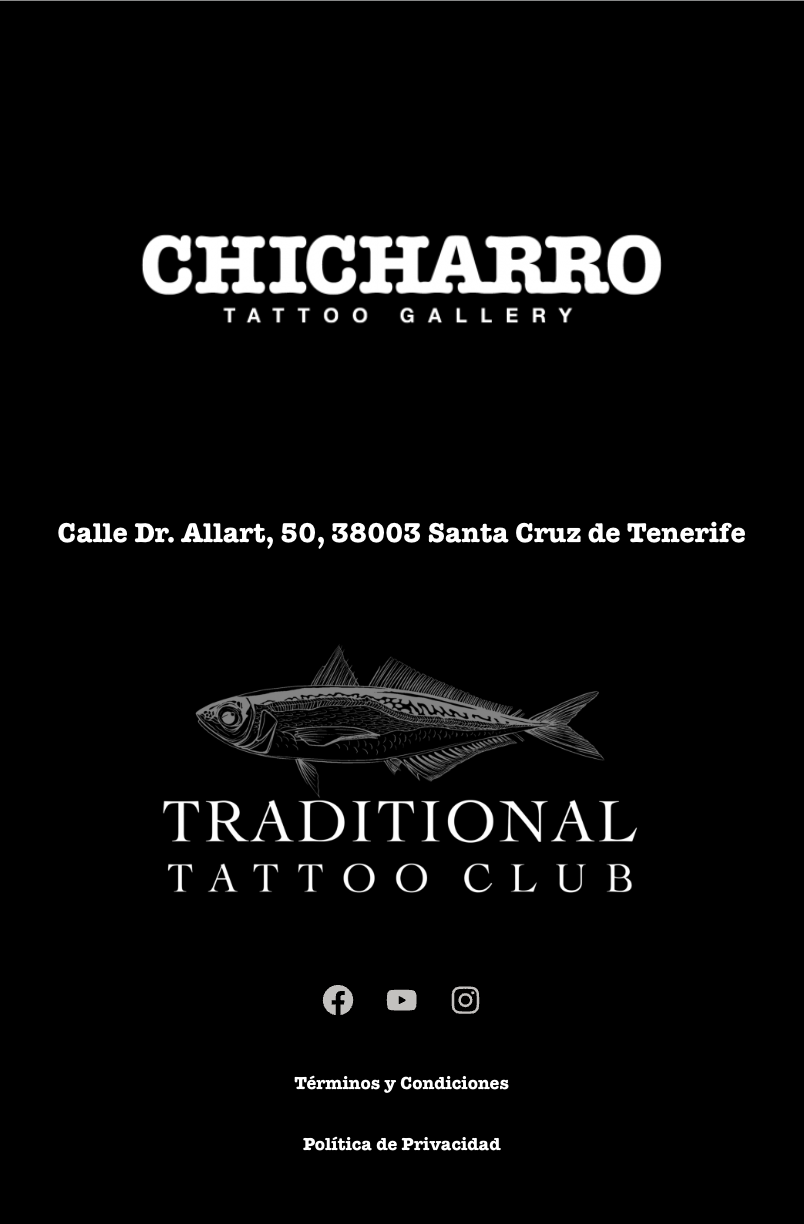 CHICHARRO
TATTOO GALLERY
Calle Dr. Allart, 50, 38003 Santa Cruz de Tenerife
TRADITIONAL
TATTOO CLUB
Términos y Condiciones
Política de Privacidad